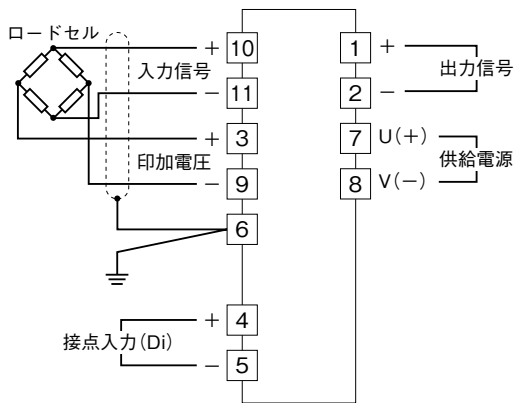 ロードセル
+ 10
入力信号
− 11
+ 3
印加電圧
− 9
6
+ 4
接点入力(Di)
− 5
1 +
出力信号
2 −
7 U(+)
供給電源
8 V(−)